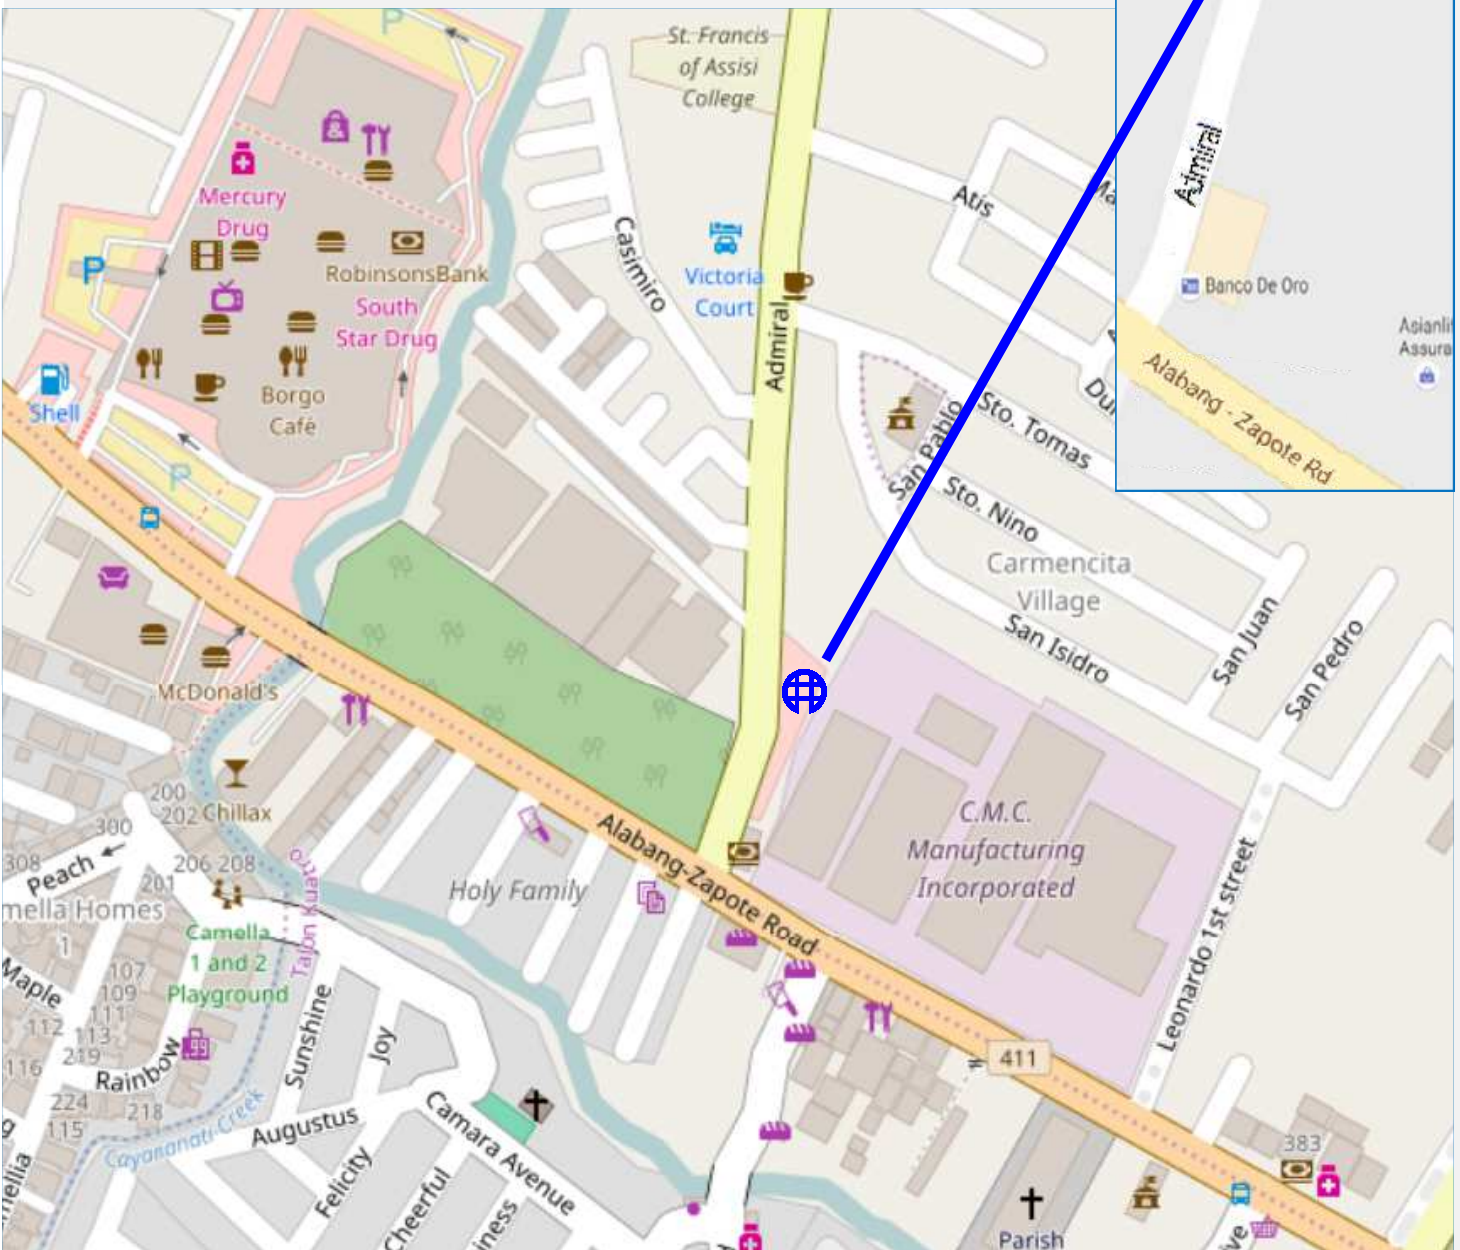 P
St. Francis
of Assisi
College
Mercury
Drug
Casimiro
Atis
Admiral
P
RobinsonsBank
South
Star Drug
Victoria
Court
Admiral
Banco De Oro
Alabang - Zapote Rd
Shell
Borgo
Café
Sto. Tomas
San Pablo
Sto. Nino
P
Carmencita
Village
San Isidro
San Juan
San Pedro
McDonald's
Chillax
200
202
300
308
Peach
206 208
201
Holy Family
Alabang-Zapote Road
C.M.C.
Manufacturing
Incorporated
Leonardo 1st street
mella Homes
1
Camella
1 and 2
Playground
Maple
107
109
111
112
113
219
116
Rainbow
224
218
115
Sunshine
Joy
411
Augustus
Camara Avenue
Felicity
Cheerful
383
Parish